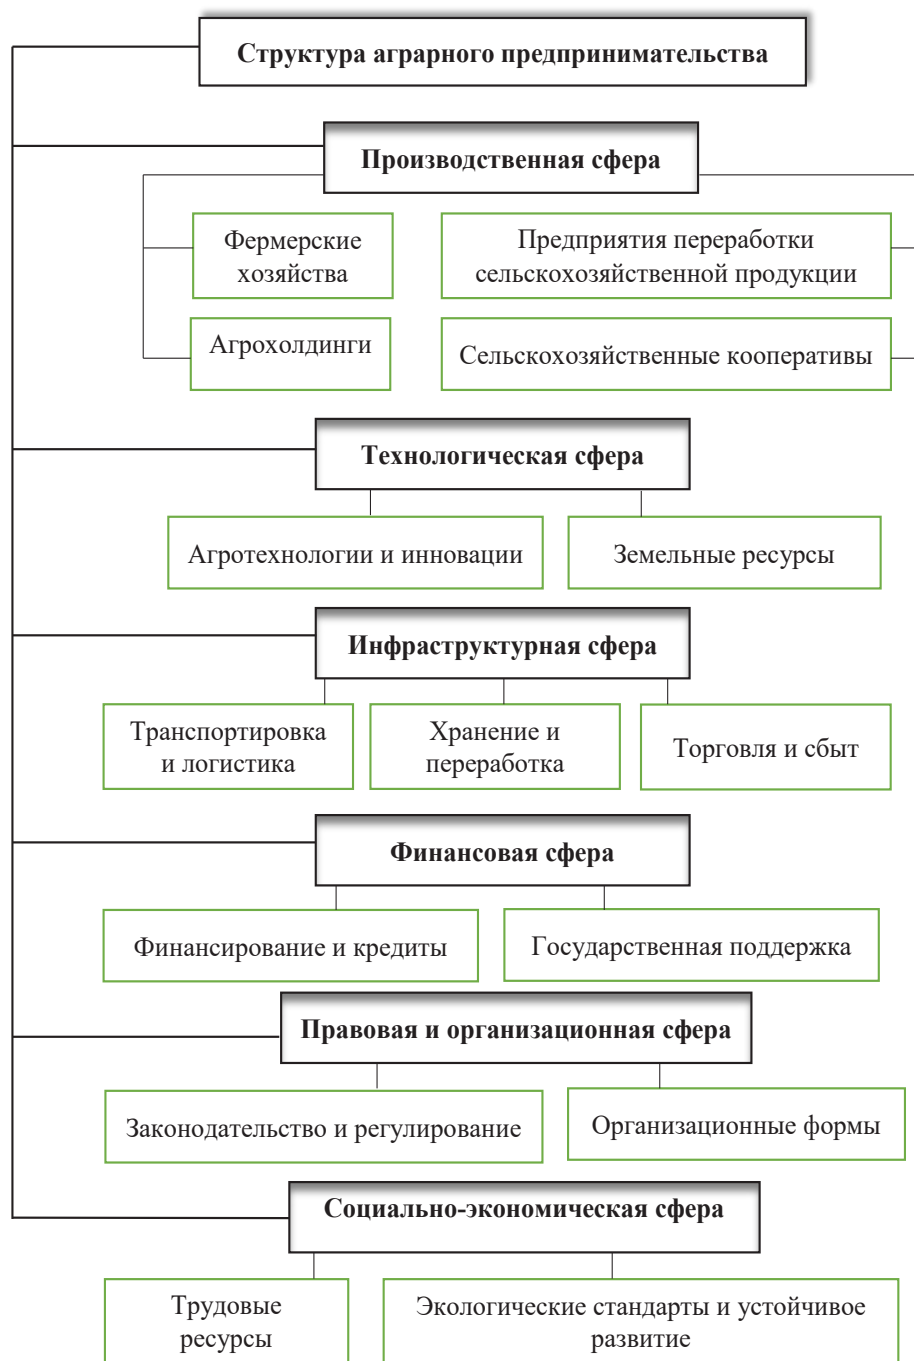 Структура аграрного предпринимательства
Производственная сфера
Фермерские
хозяйства
Предприятия переработки
сельскохозяйственной продукции
Агрохолдинги
Сельскохозяйственные кооперативы
Технологическая сфера
Агротехнологии и инновации
Земельные ресурсы
Инфраструктурная сфера
Транспортировка
и логистика
Хранение и
переработка
Торговля и сбыт
Финансовая сфера
Финансирование и кредиты
Государственная поддержка
Правовая и организационная сфера
Законодательство и регулирование
Организационные формы
Социально-экономическая сфера
Трудовые
ресурсы
Экологические стандарты и устойчивое
развитие